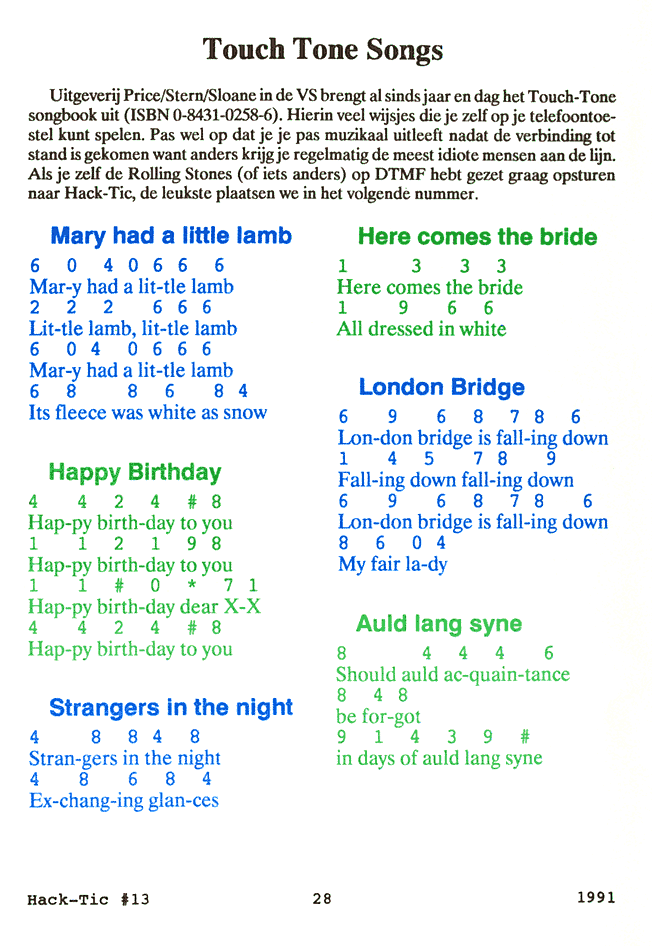 Touch Tone Songs
Uitgeverij Price/Stern/Sloane in de VS brengt al sinds jaar en dag het Touch-Tone
songbook uit (ISBN 0-8431-0258-6). Hierin veel wijsjes die je zelf op je telefoontoe-
stel kunt spelen. Pas wel op dat je je pas muzikaal uitleeft nadat de verbinding tot
stand is gekomen want anders krijg je regelmatig de meest idiote mensen aan de lijn.
Als je zelf de Rolling Stones (of iets anders) op DTMF hebt gezet graag opsturen
naar Hack-Tic, de leukste plaatsen we in het volgende nummer.
Mary had a little lamb
6 0 4 0 6 6 6
Mar-y had a lit-tle lamb
2 2 2 6 6 6
Lit-tle lamb, lit-tle lamb
6 0 4 0 6 6 6
Mar-y had a lit-tle lamb
6 8 8 6 8 4
Its fleece was white as snow
Happy Birthday
4 4 2 4 # 8
Hap-py birth-day to you
1 1 2 1 9 8
Hap-py birth-day to you
1 1 # 0 * 7 1
Hap-py birth-day dear X-X
4 4 2 4 # 8
Hap-py birth-day to you
Strangers in the night
4 8 8 4 8
Stran-gers in the night
4 8 6 8 4
Ex-chang-ing glan-ces
Here comes the bride
1 3 3 3
Here comes the bride
1 9 6 6
All dressed in white
London Bridge
6 9 6 8 7 8 6
Lon-don bridge is fall-ing down
1 4 5 7 8 9
Fall-ing down fall-ing down
6 9 6 8 7 8 6
Lon-don bridge is fall-ing down
8 6 0 4
My fair la-dy
Auld lang syne
8 4 4 4 6
Should auld ac-quain-tance
8 4 8
be for-got
9 1 4 3 9 #
in days of auld lang syne
Hack-Tic #13 28 1991